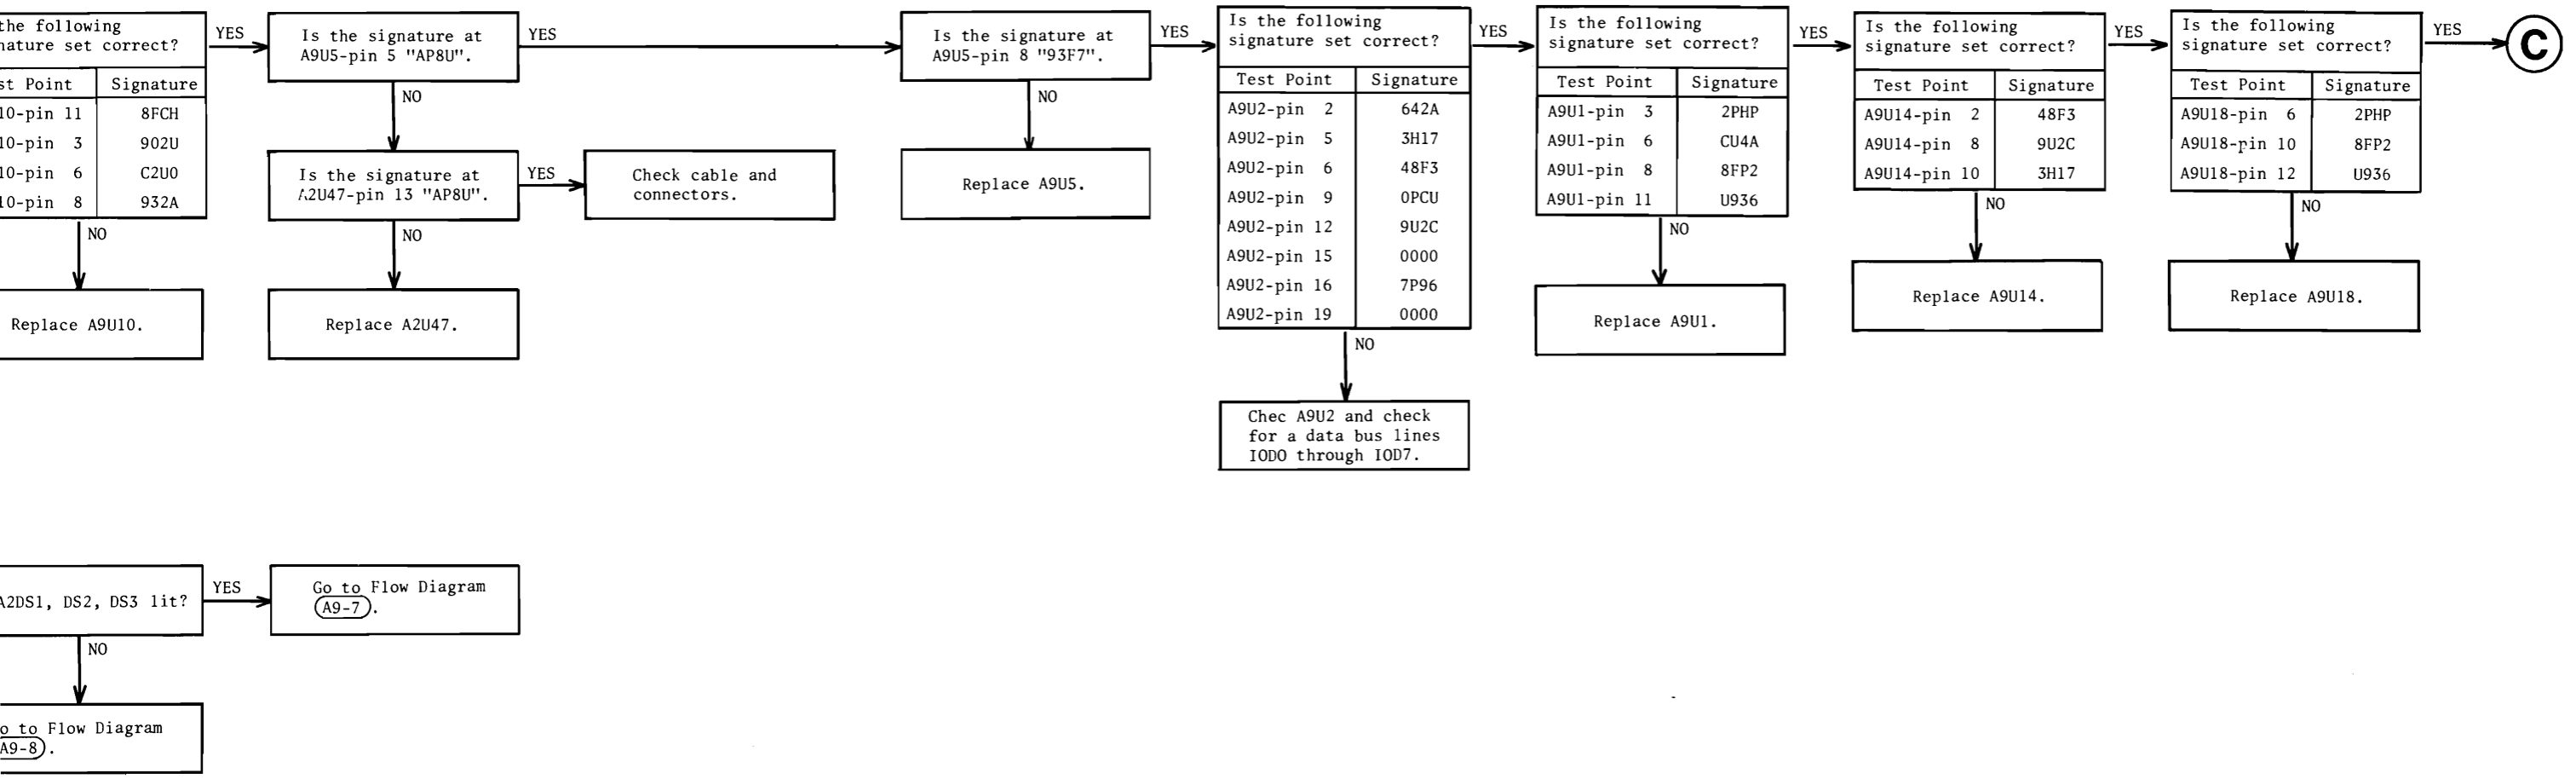 the following
nature set correct?
st Point Signature
10-pin 11 8FCH
10-pin 3 902U
10-pin 6 C2U0
10-pin 8 932A
NO
Replace A9U10.
YES
Is the signature at
A9U5-pin 5 "AP8U".
YES
NO
Is the signature at
A2U47-pin 13 "AP8U".
YES
Check cable and
connectors.
NO
Replace A2U47.
Is the signature at
A9U5-pin 8 "93F7".
YES
NO
Replace A9U5.
Is the following
signature set correct?
Test Point Signature
A9U2-pin 2 642A
A9U2-pin 5 3H17
A9U2-pin 6 48F3
A9U2-pin 9 0PCU
A9U2-pin 12 9U2C
A9U2-pin 15 0000
A9U2-pin 16 7P96
A9U2-pin 19 0000
YES
NO
Chec A9U2 and check
for a data bus lines
IOD0 through IOD7.
Is the following
signature set correct?
Test Point Signature
A9U1-pin 3 2PHP
A9U1-pin 6 CU4A
A9U1-pin 8 8FP2
A9U1-pin 11 U936
YES
NO
Replace A9U1.
Is the following
signature set correct?
Test Point Signature
A9U14-pin 2 48F3
A9U14-pin 8 9U2C
A9U14-pin 10 3H17
YES
NO
Replace A9U14.
Is the following
signature set correct?
Test Point Signature
A9U18-pin 6 2PHP
A9U18-pin 10 8FP2
A9U18-pin 12 U936
YES
C
NO
Replace A9U18.
A2DS1, DS2, DS3 lit?
YES
Go to Flow Diagram
A9-7.
NO
o to Flow Diagram
A9-8.